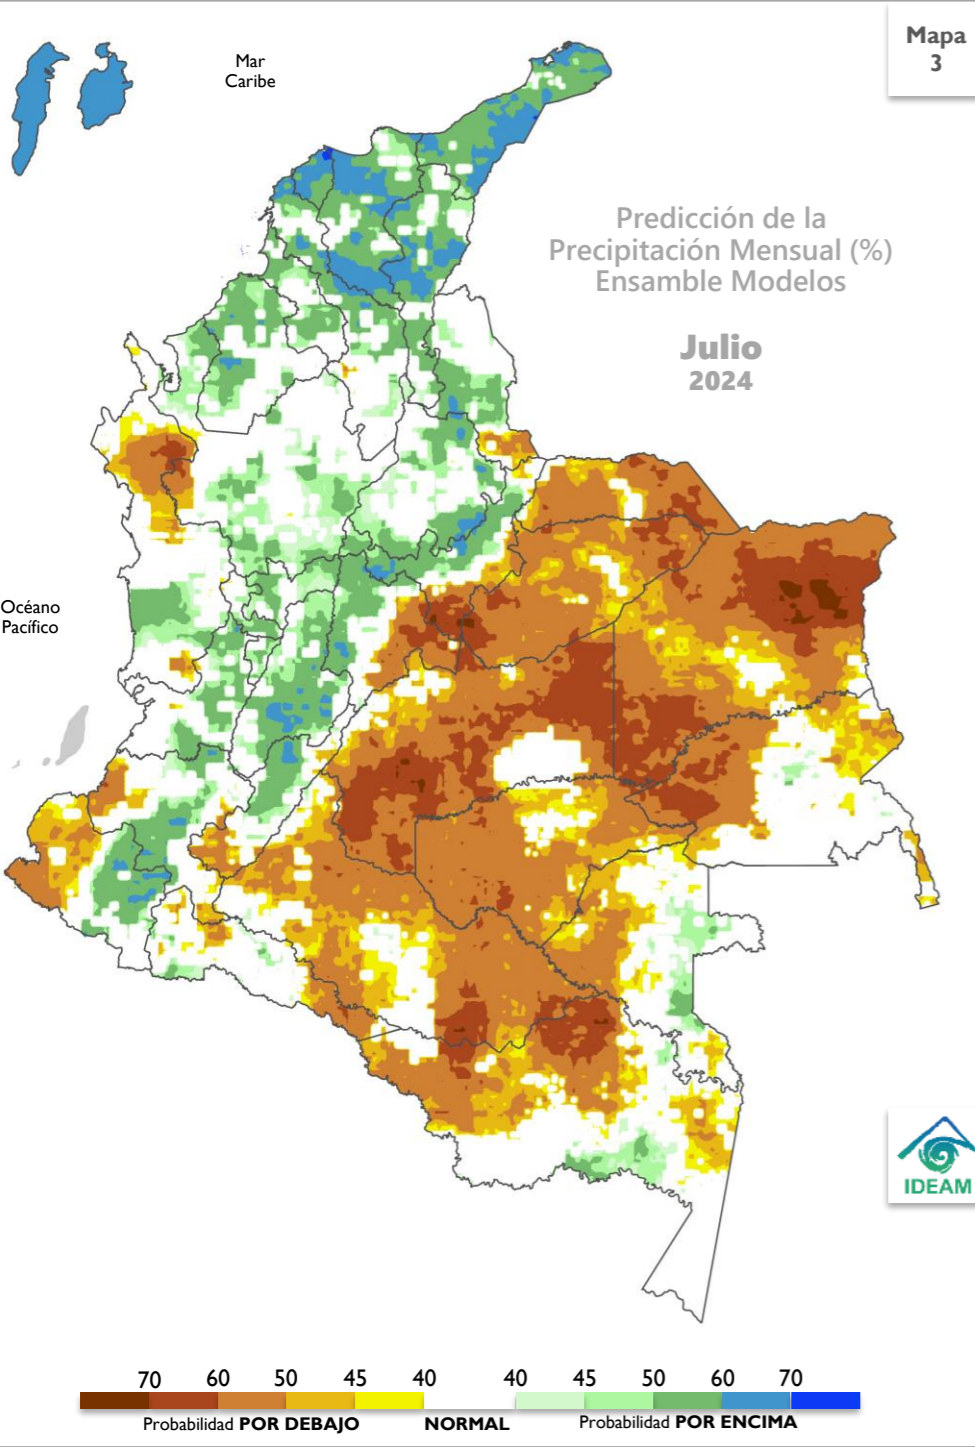 Mapa
3
Mar
Caribe
Predicción de la
Precipitación Mensual (%)
Ensamble Modelos
Julio
2024
Océano
Pacífico
IDEAM
70 60 50 45 40 40 45 50 60 70
Probabilidad POR DEBAJO NORMAL Probabilidad POR ENCIMA